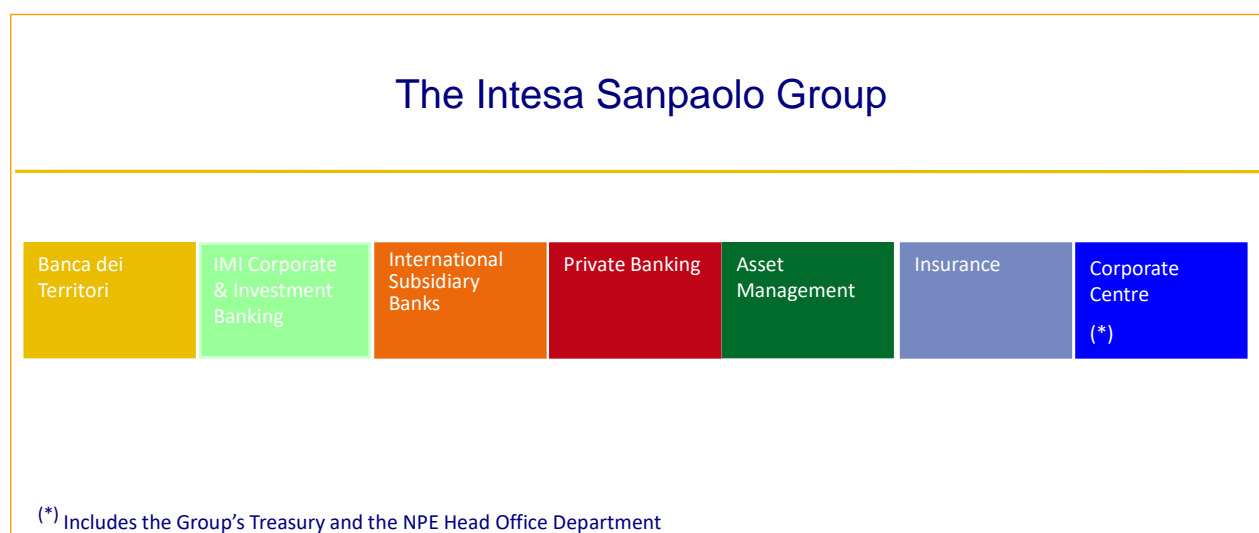 The Intesa Sanpaolo Group
Banca dei
Territori
IMI Corporate
& Investment
Banking
International
Subsidiary
Banks
Private Banking
Asset
Management
Insurance
Corporate
Centre
(*)
(*) Includes the Group’s Treasury and the NPE Head Office Department